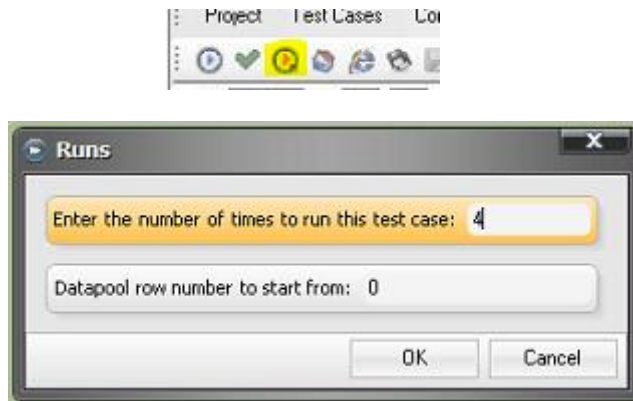 Project Test Cases
Runs
Enter the number of times to run this test case: 4
Datapool row number to start from: 0
OK Cancel